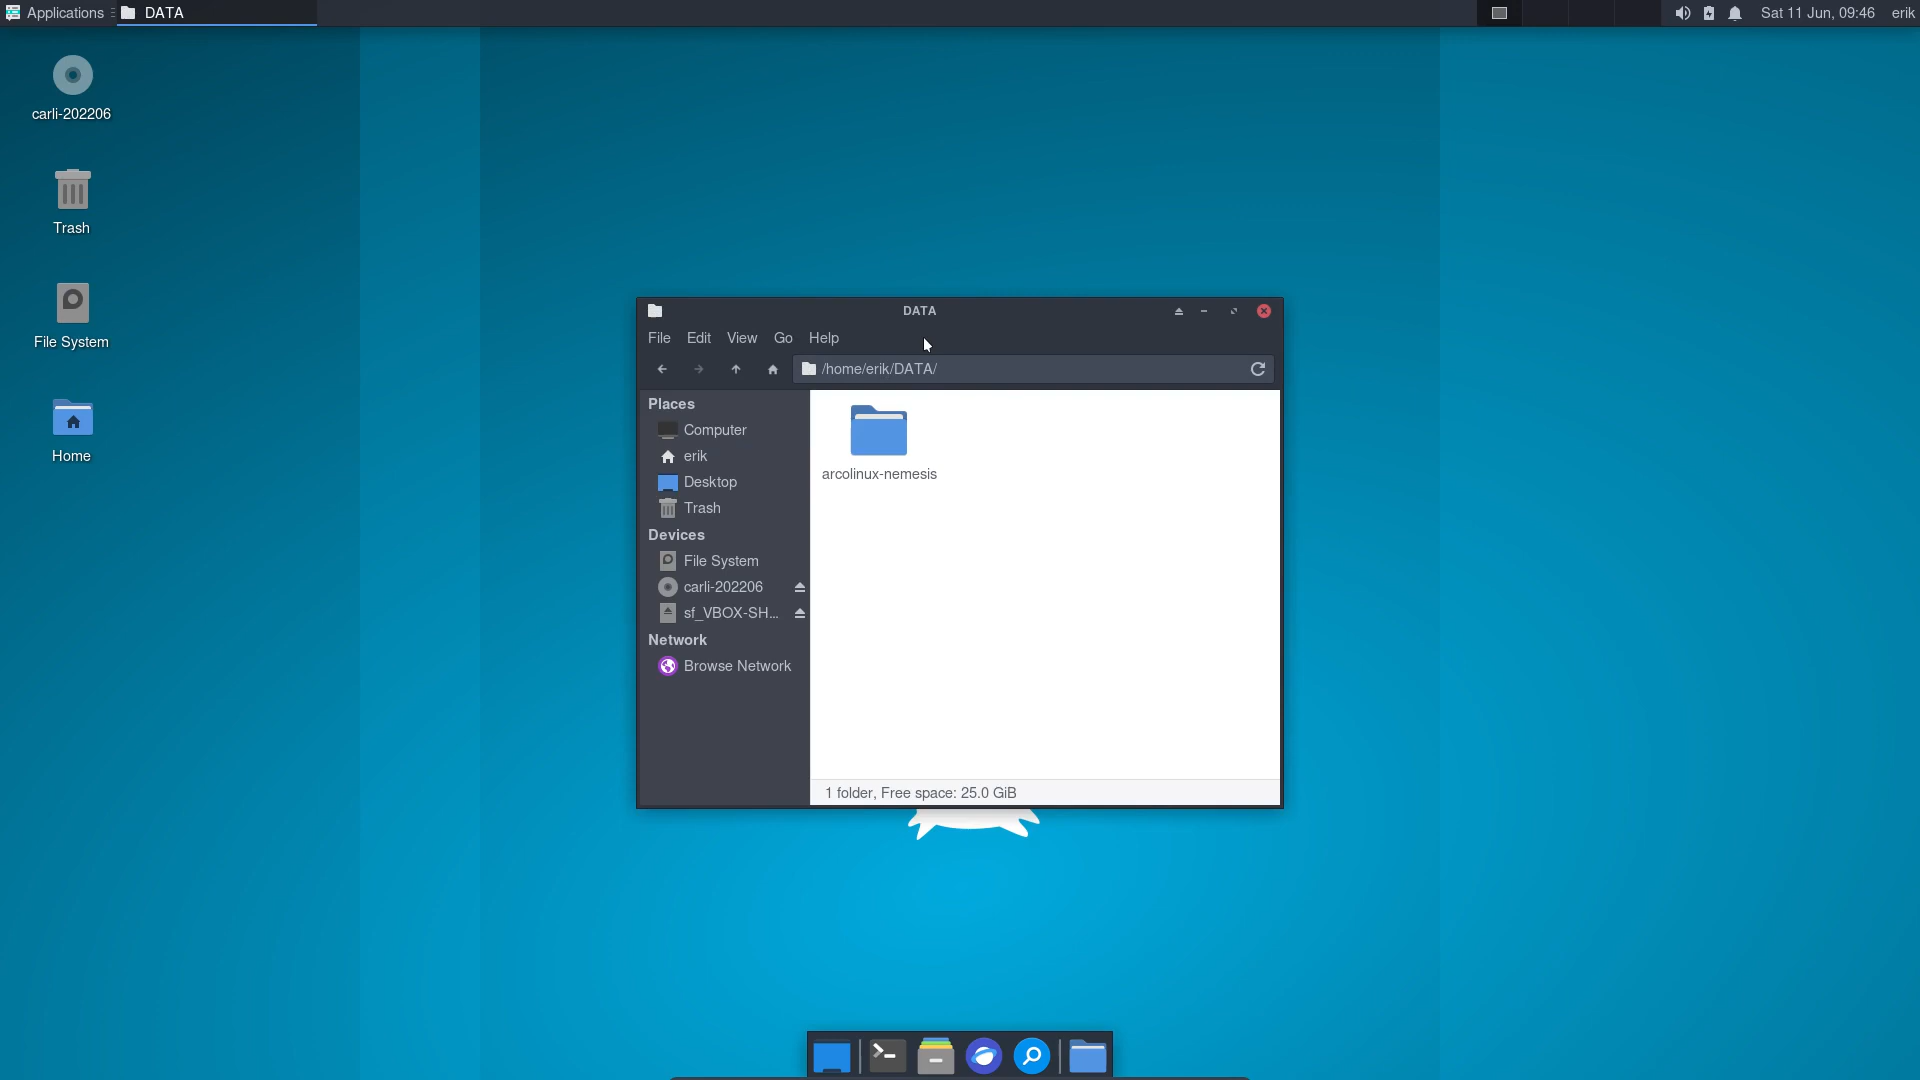 Applications
DATA
Sat 11 Jun, 09:46
erik
carli-202206
Trash
File System
Home
DATA
File Edit View Go Help
/home/erik/DATA/
Places
Computer
erik
Desktop
Trash
Devices
File System
carli-202206
sf_VBOX-SH...
Network
Browse Network
arcolinux-nemesis
1 folder, Free space: 25.0 GiB